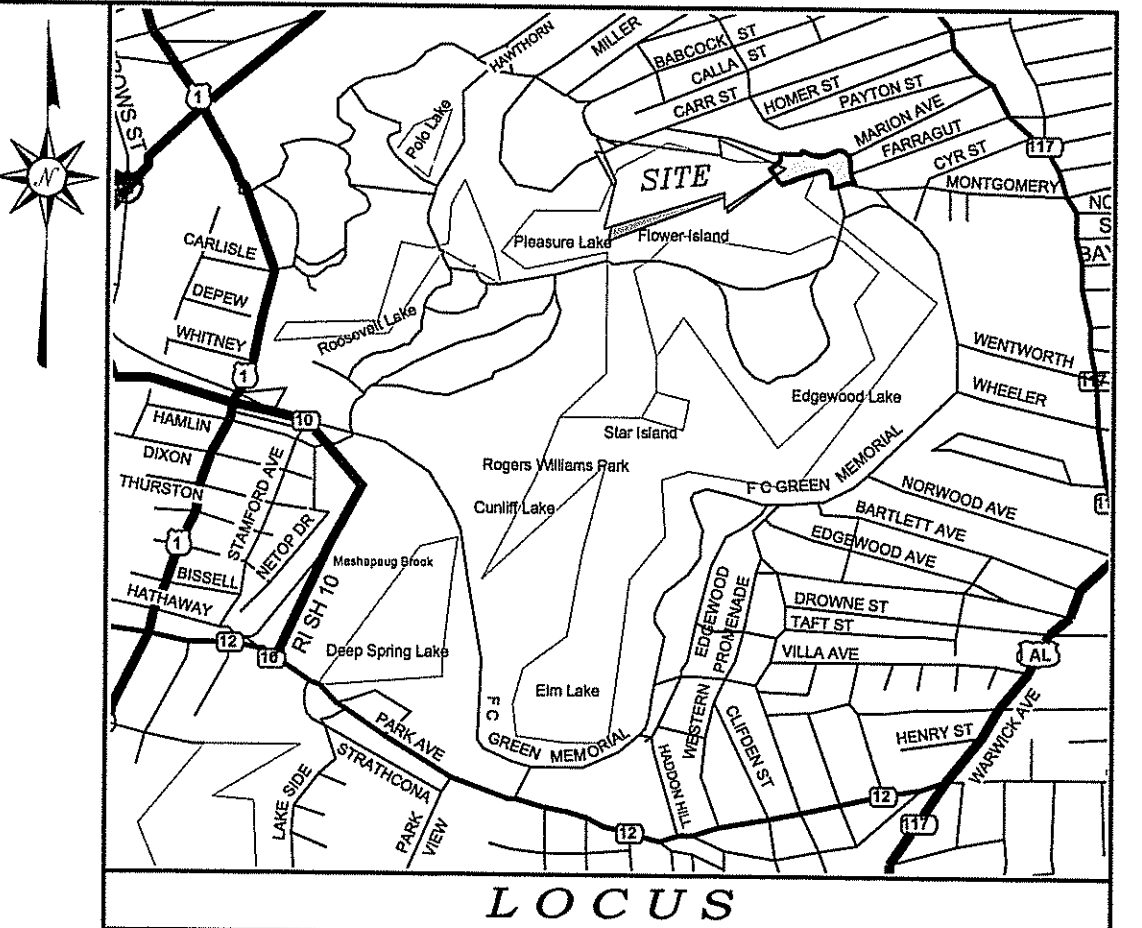 HAWTHORN
MILLER
BABCOCK ST
CALLA ST
CARR ST
HOMER ST
PAYTON ST
MARION AVE
FARRAGUT
CYR ST
117
MONTGOMERY
1
Polo Lake
SITE
N
CARLISLE
Pleasure Lake
Flower-Island
DEPEW
Roosevelt Lake
WHITNEY
1
WENTWORTH
WHEELER
Edgewood Lake
10
HAMLIN
Star Island
DIXON
STAMFORD AVE
Rogers Williams Park
THURSTON
Cunliff Lake
F C GREEN MEMORIAL
NORWOOD AVE
BARTLETT AVE
EDGEWOOD AVE
1
NETOP DR
Mashapaug Brook
BISSELL
HATHAWAY
RI SH 10
EDGEWOOD
PROMENADE
DROWNE ST
TAFT ST
VILLA AVE
12
10
Deep Spring Lake
AL
Elm Lake
F C
GREEN MEMORIAL
WESTERN
CLIFDEN ST
HENRY ST
WARWICK AVE
PARK AVE
STRATHCONA
LAKE SIDE
PARK
VIEW
HADDON HILL
12
12
117
LOCUS